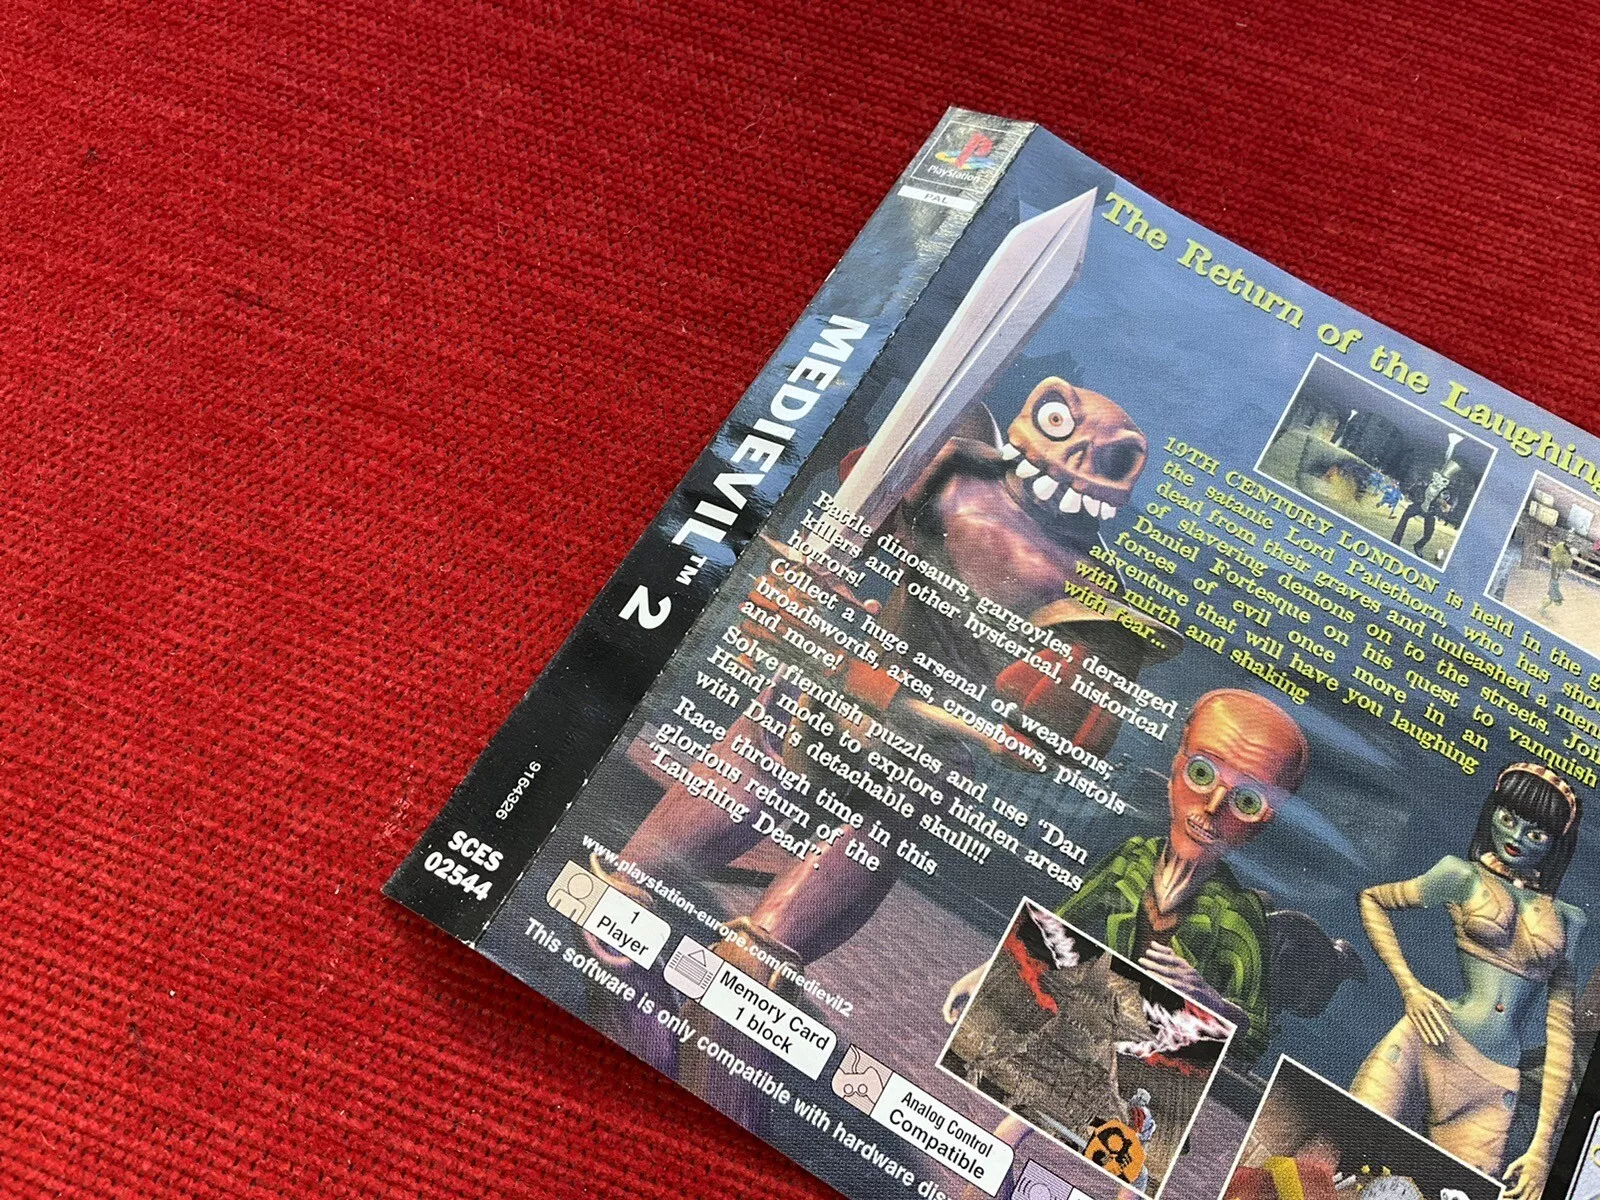 PlayStation
PAL
MEDIEVIL™ 2
9164326
SCES
02544
The Return of the Laughing
19TH CENTURY LONDON is held in the
the satanic Lord Palethorn, who has
dead from their graves and unleashed a
of slavering demons on to the streets. Join
Daniel Fortesque on his quest to vanquish
forces of evil once more in an
adventure that will have you laughing
with mirth and shaking
with fear...
Battle dinosaurs, gargoyles, deranged
killers and other hysterical, historical
horrors!
Collect a huge arsenal of weapons;
broadswords, axes, crossbows, pistols
and more!
Solve fiendish puzzles and use "Dan
Hand" mode to explore hidden areas
with Dan's detachable skull!!!
Race through time in this
glorious return of the
"Laughing Dead".
www.playstation-europe.com/medievil2
1
Player
Memory Card
1 block
Analog Control
Compatible
This software is only compatible with hardware